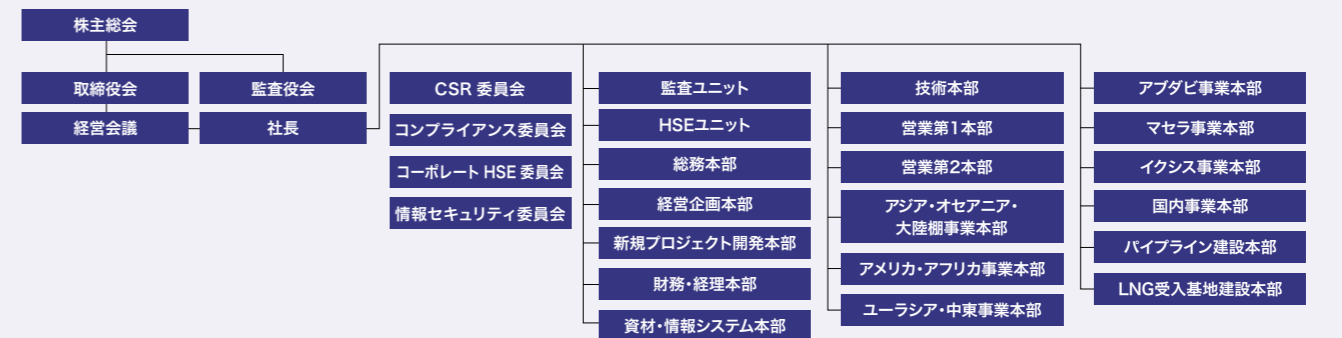 株主総会
取締役会
監査役会
経営会議
社長
CSR 委員会
コンプライアンス委員会
コーポレート HSE 委員会
情報セキュリティ委員会
監査ユニット
HSEユニット
総務本部
経営企画本部
新規プロジェクト開発本部
財務・経理本部
資材・情報システム本部
技術本部
営業第1本部
営業第2本部
アジア・オセアニア・
大陸棚事業本部
アメリカ・アフリカ事業本部
ユーラシア・中東事業本部
アブダビ事業本部
マセラ事業本部
イクシス事業本部
国内事業本部
パイプライン建設本部
LNG受入基地建設本部